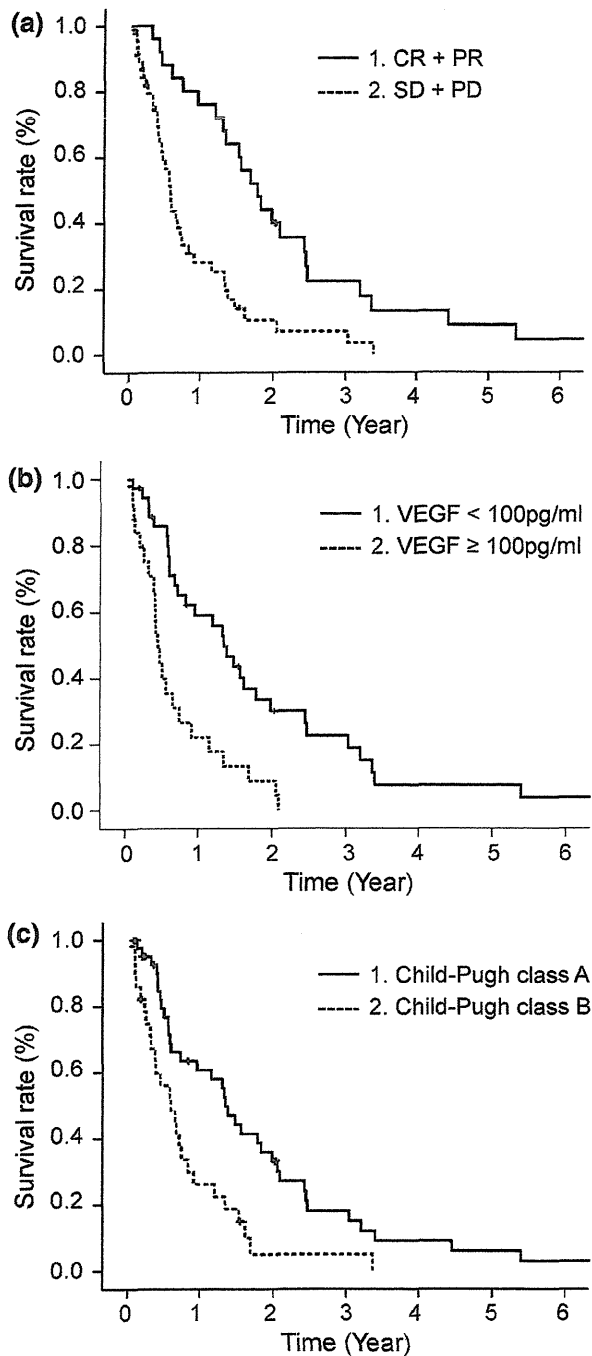 (a)
1. CR + PR
2. SD + PD
Survival rate (%)
1.0
0.8
0.6
0.4
0.2
0.0
0 1 2 3 4 5 6
Time (Year)
(b)
1. VEGF < 100pg/ml
2. VEGF ≥ 100pg/ml
Survival rate (%)
1.0
0.8
0.6
0.4
0.2
0.0
0 1 2 3 4 5 6
Time (Year)
(c)
1. Child-Pugh class A
2. Child-Pugh class B
Survival rate (%)
1.0
0.8
0.6
0.4
0.2
0.0
0 1 2 3 4 5 6
Time (Year)